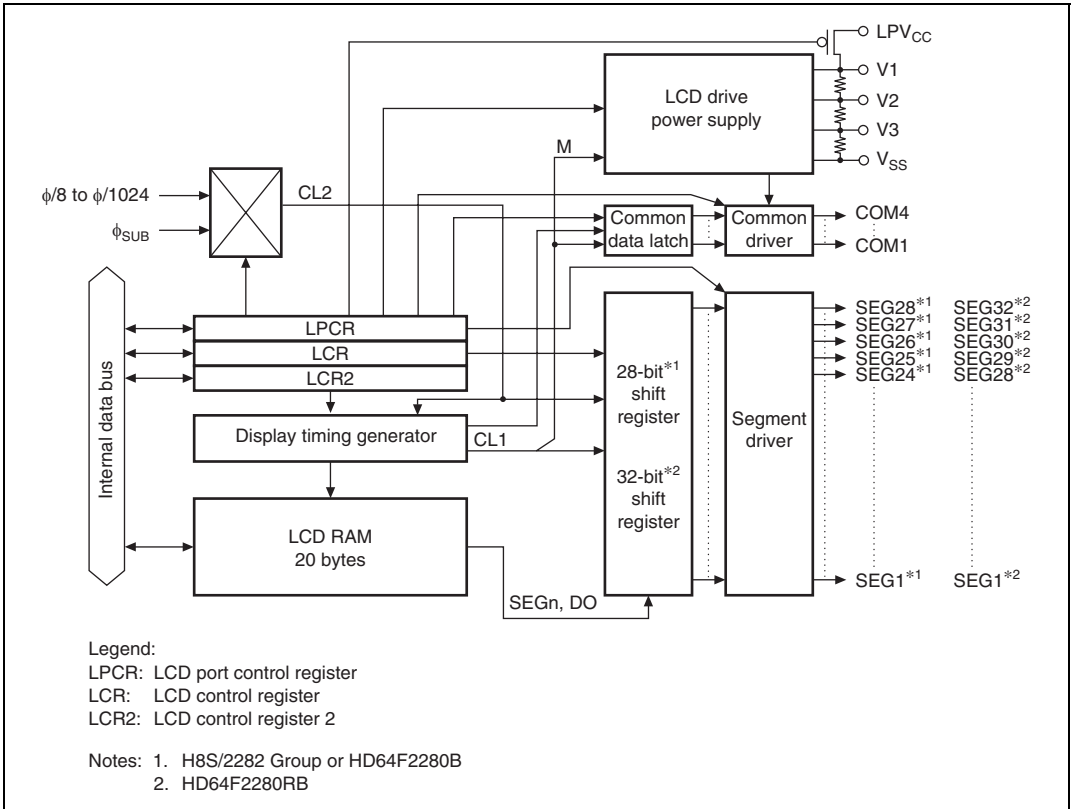 LPVCC
V1
LCD drive
power supply
V2
V3
M
VSS
φ/8 to φ/1024
CL2
φSUB
Common
data latch
Common
driver
COM4
COM1
Internal data bus
LPCR
LCR
LCR2
Display timing generator
CL1
LCD RAM
20 bytes
SEGn, DO
28-bit*1
shift
register
32-bit*2
shift
register
Segment
driver
SEG28*1 SEG32*2
SEG27*1 SEG31*2
SEG26*1 SEG30*2
SEG25*1 SEG29*2
SEG24*1 SEG28*2
SEG1*1 SEG1*2
Legend:
LPCR: LCD port control register
LCR: LCD control register
LCR2: LCD control register 2
Notes: 1. H8S/2282 Group or HD64F2280B
2. HD64F2280RB